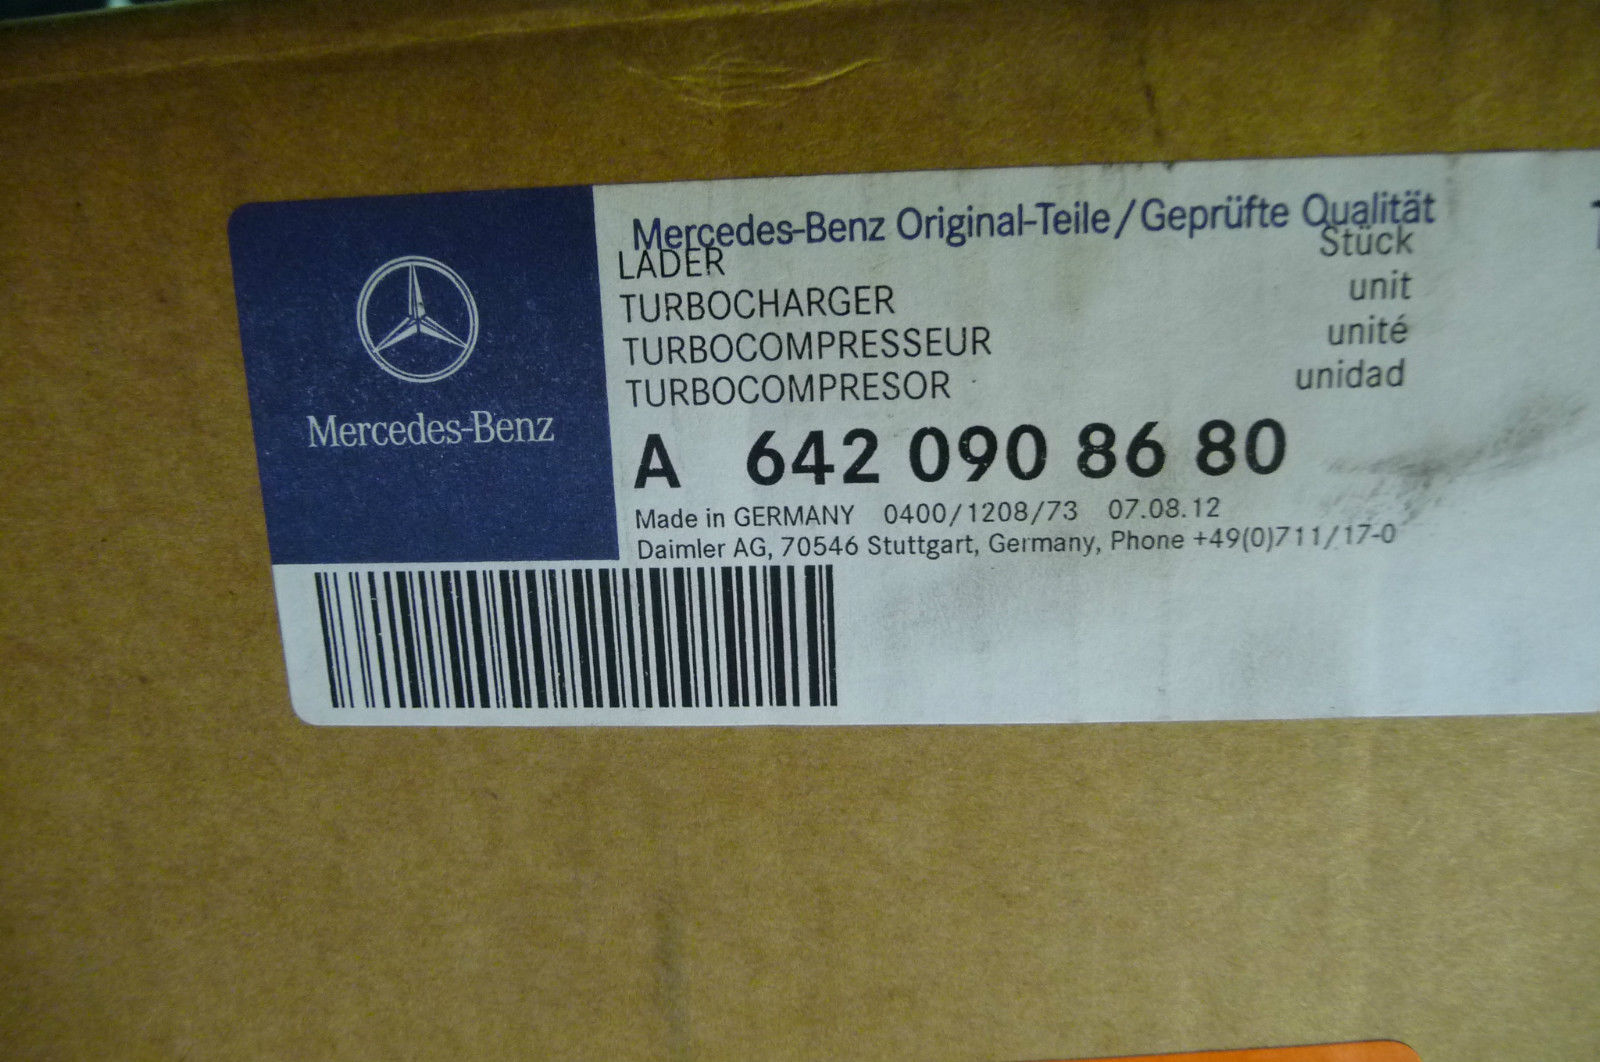 Mercedes-Benz
Mercedes-Benz Original-Teile/Geprüfte Qualität
LADER Stück
TURBOCHARGER unit
TURBOCOMPRESSEUR unité
TURBOCOMPRESOR unidad
A 642 090 86 80
Made in GERMANY 0400/1208/73 07.08.12
Daimler AG, 70546 Stuttgart, Germany, Phone +49(0)711/17-0